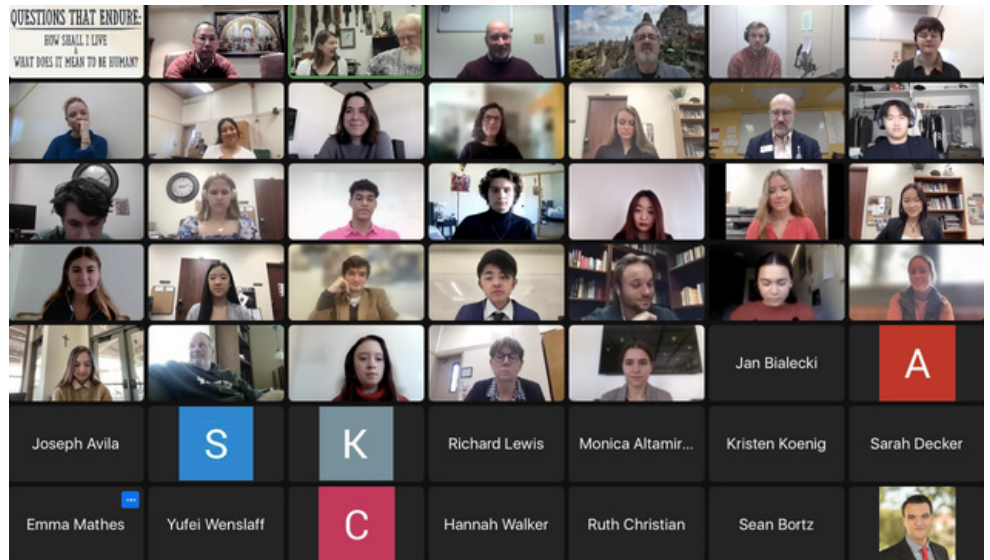 QUESTIONS THAT ENDURE:
HOW SHALL I LIVE
&
WHAT DOES IT MEAN TO BE HUMAN?
Jan Bialecki
A
Joseph Avila
S
K
Richard Lewis
Monica Altamir...
Kristen Koenig
Sarah Decker
Emma Mathes
Yufei Wenslaff
C
Hannah Walker
Ruth Christian
Sean Bortz